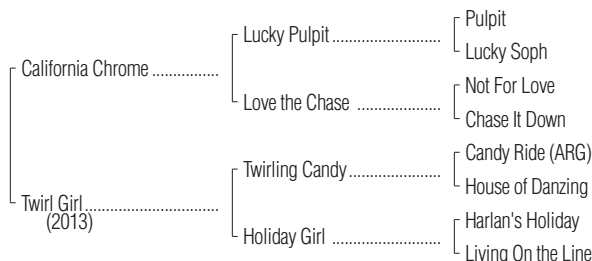 Pulpit
Lucky Pulpit
Lucky Soph
California Chrome
Not For Love
Love the Chase
Chase It Down
Candy Ride (ARG)
Twirling Candy
House of Danzing
Twirl Girl
(2013)
Harlan's Holiday
Holiday Girl
Living On the Line